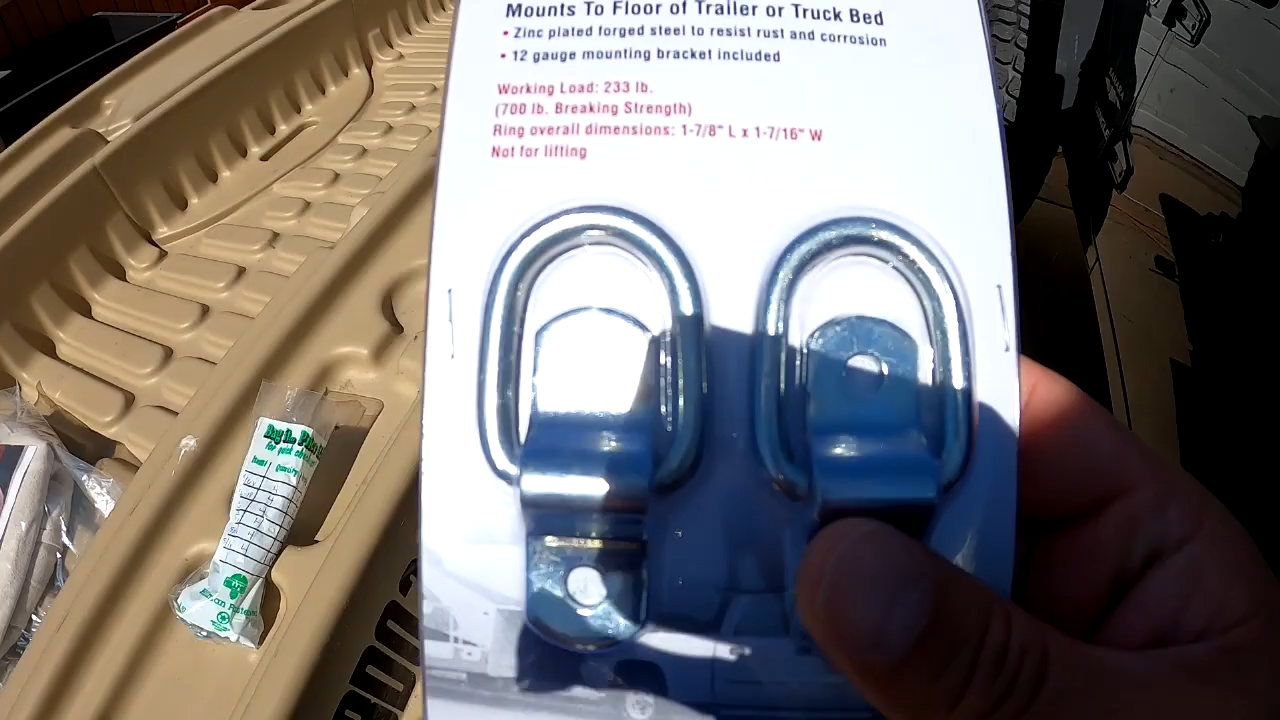 Mounts To Floor of Trailer or Truck Bed
• Zinc plated forged steel to resist rust and corrosion
• 12 gauge mounting bracket included
Working Load: 233 lb.
(700 lb. Breaking Strength)
Ring overall dimensions: 1-7/8" L x 1-7/16" W
Not for lifting